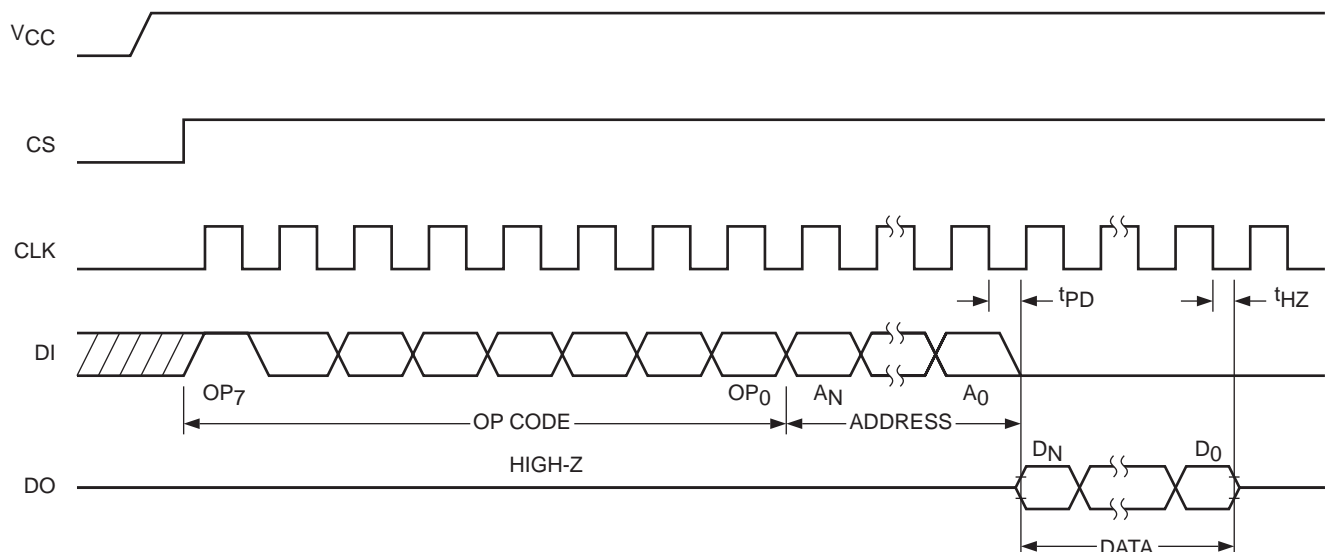 VCC
CS
CLK
tPD
tHZ
DI
OP7
OP0
AN
A0
OP CODE
ADDRESS
HIGH-Z
DN
D0
DO
DATA